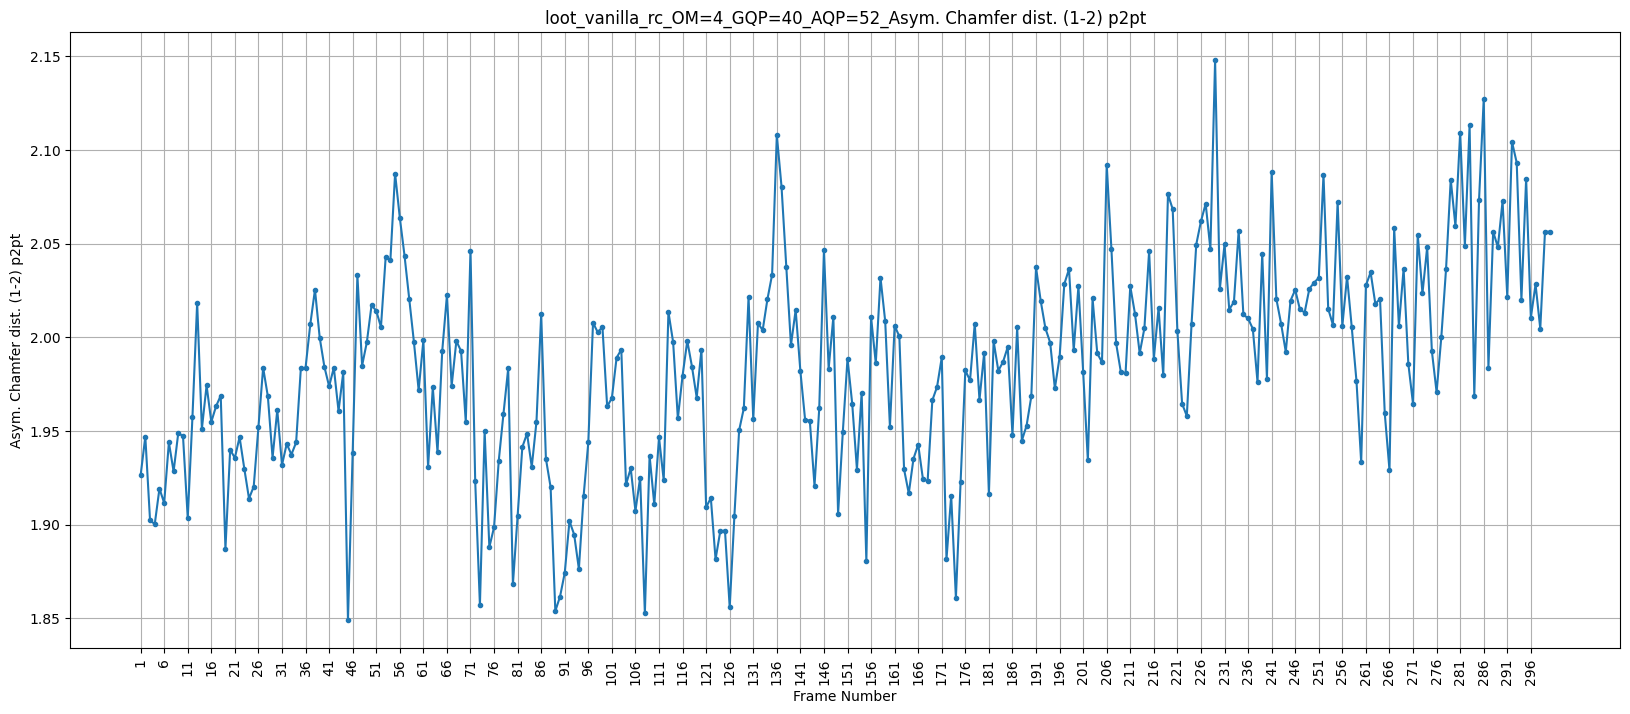 loot_vanilla_rc_OM=4_GQP=40_AQP=52_Asym. Chamfer dist. (1-2) p2pt
Asym. Chamfer dist. (1-2) p2pt
2.15
2.10
2.05
2.00
1.95
1.90
1.85
1 6 11 16 21 26 31 36 41 46 51 56 61 66 71 76 81 86 91 96 101 106 111 116 121 126 131 136 141 146 151 156 161 166 171 176 181 186 191 196 201 206 211 216 221 226 231 236 241 246 251 256 261 266 271 276 281 286 291 296
Frame Number